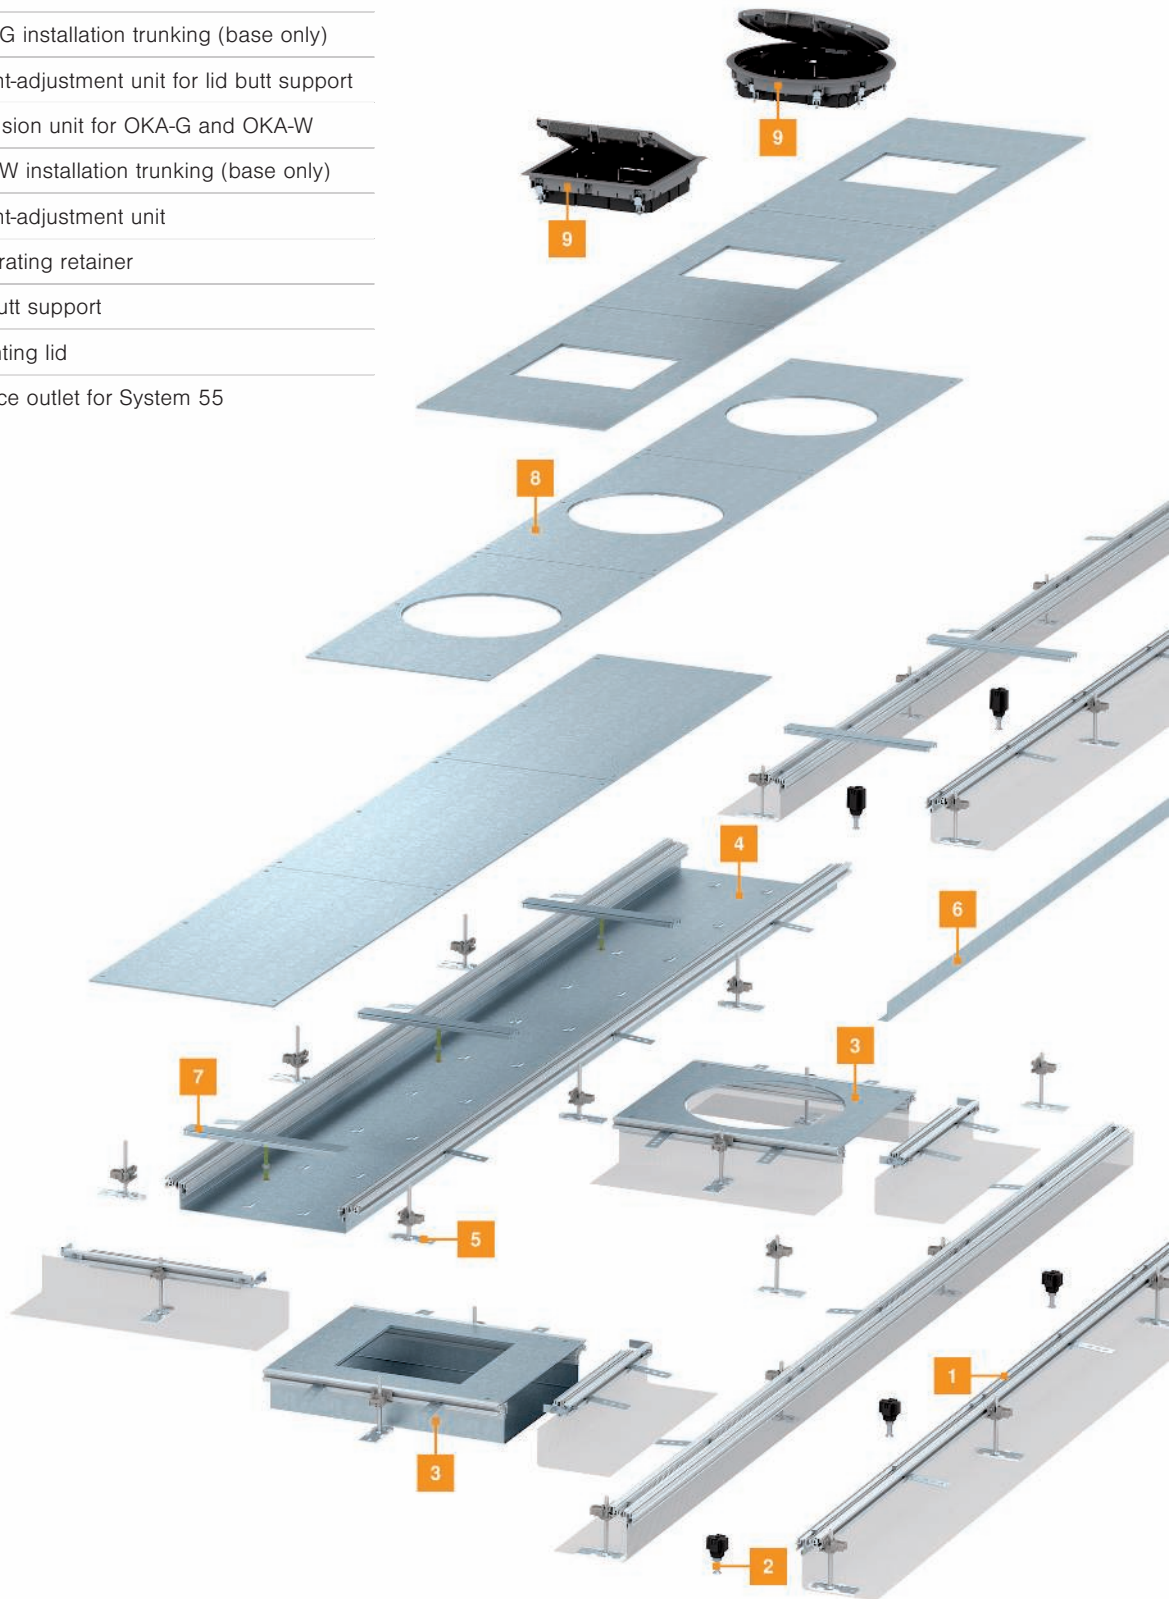 G installation trunking (base only)
nt-adjustment unit for lid butt support
sion unit for OKA-G and OKA-W
W installation trunking (base only)
nt-adjustment unit
rating retainer
utt support
nting lid
ce outlet for System 55
9
9
8
4
6
3
7
5
1
3
2